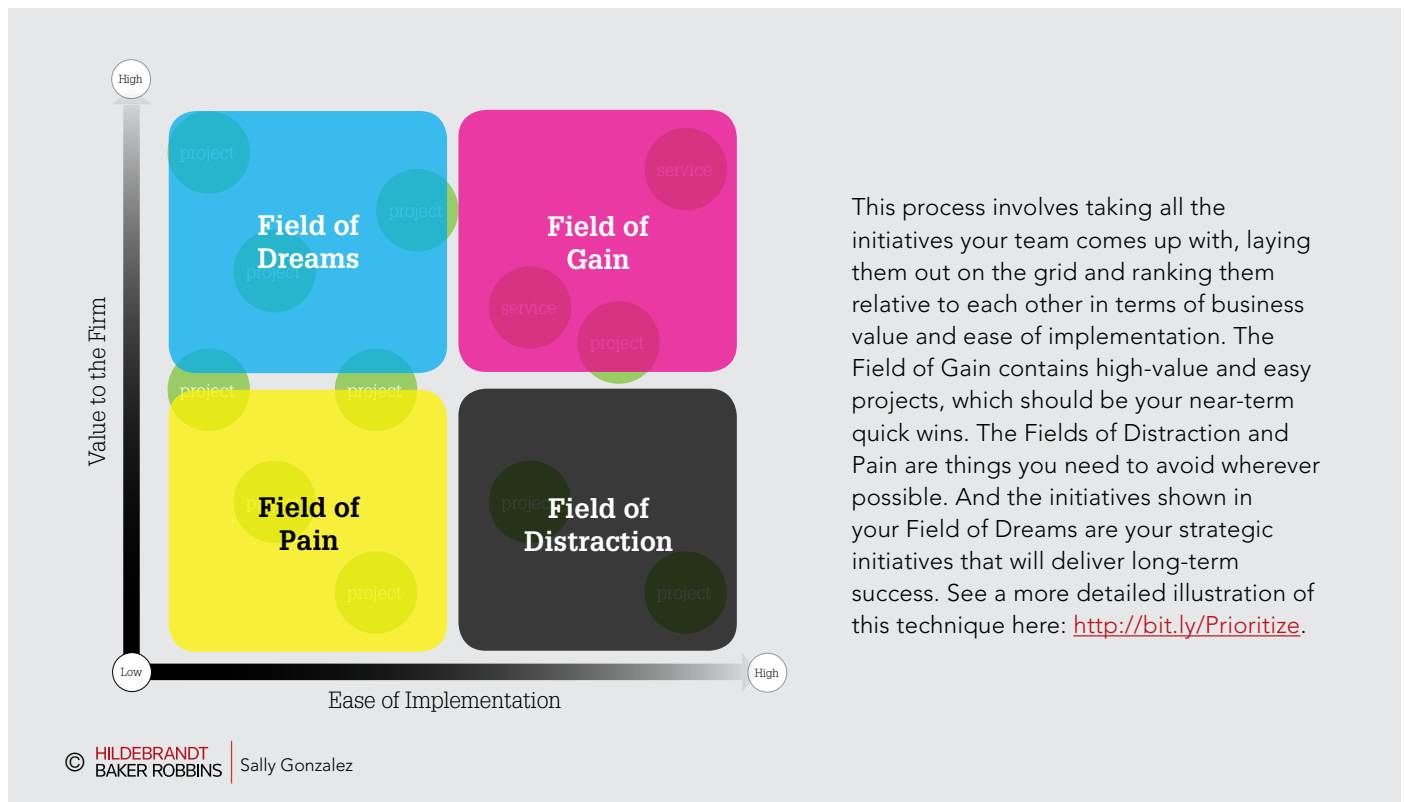 High
project
service
project
Field of
Dreams
Field of
Gain
project
service
project
project
project
Value to the Firm
Field of
Pain
project
Field of
Distraction
project
project
Low
High
Ease of Implementation
This process involves taking all the
initiatives your team comes up with, laying
them out on the grid and ranking them
relative to each other in terms of business
value and ease of implementation. The
Field of Gain contains high-value and easy
projects, which should be your near-term
quick wins. The Fields of Distraction and
Pain are things you need to avoid wherever
possible. And the initiatives shown in
your Field of Dreams are your strategic
initiatives that will deliver long-term
success. See a more detailed illustration of
this technique here: http://bit.ly/Prioritize.
© HILDEBRANDT
BAKER ROBBINS
Sally Gonzalez